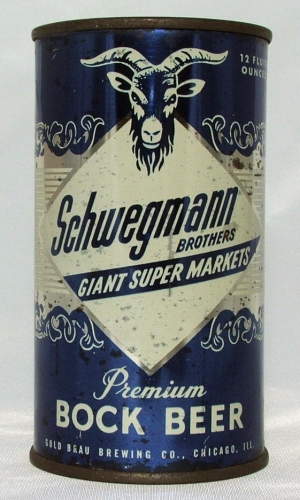 12 FLUID
OUNCES
Schwegmann
BROTHERS
GIANT SUPER MARKETS
Premium
BOCK BEER
GOLD BRAU BREWING CO., CHICAGO, ILL.